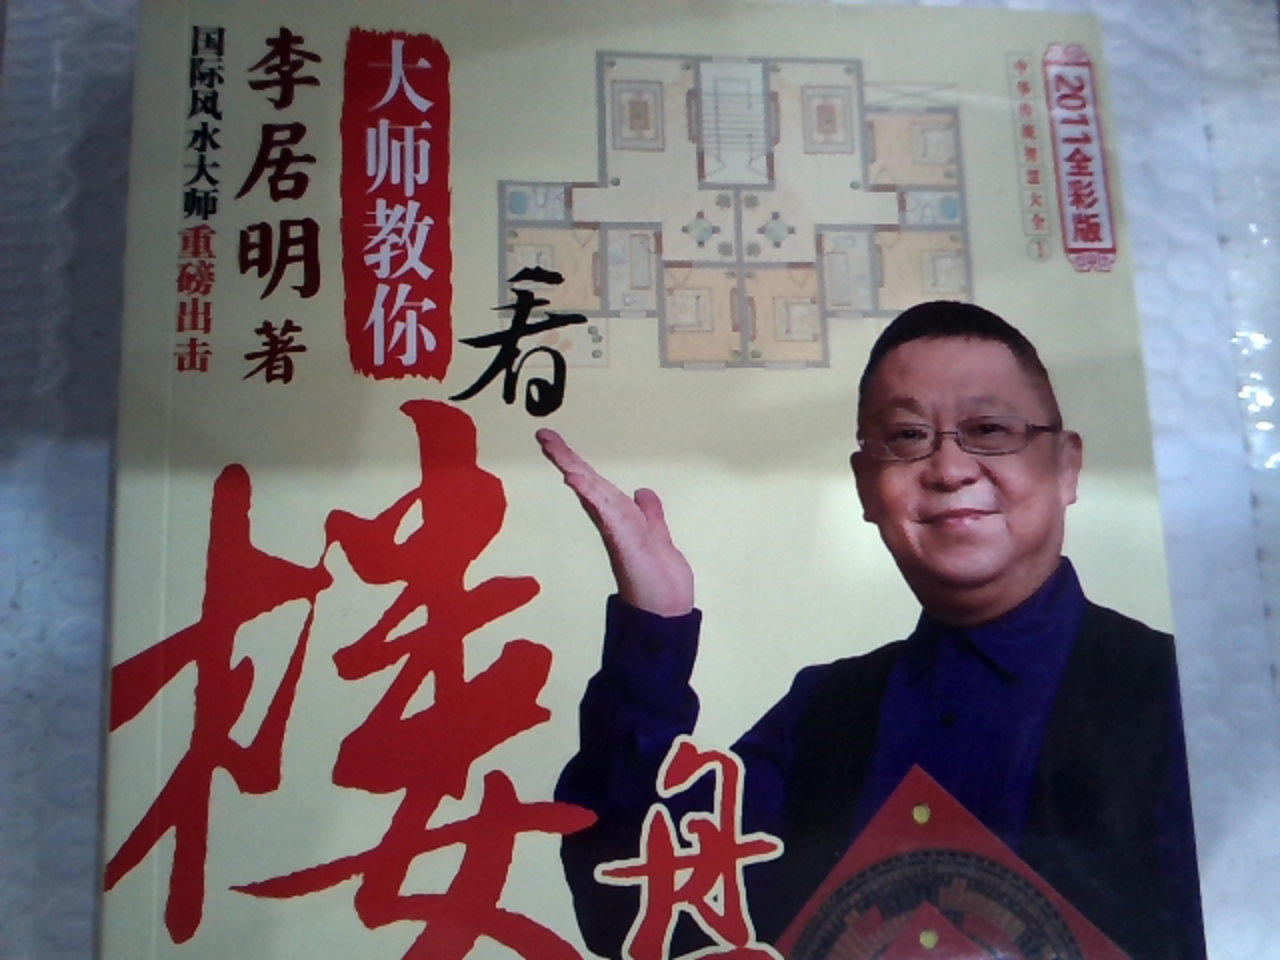 国际风水大师重磅出击
李居明 著
大师教你
看
楼盘
2011全彩版
中华传统智慧大全①